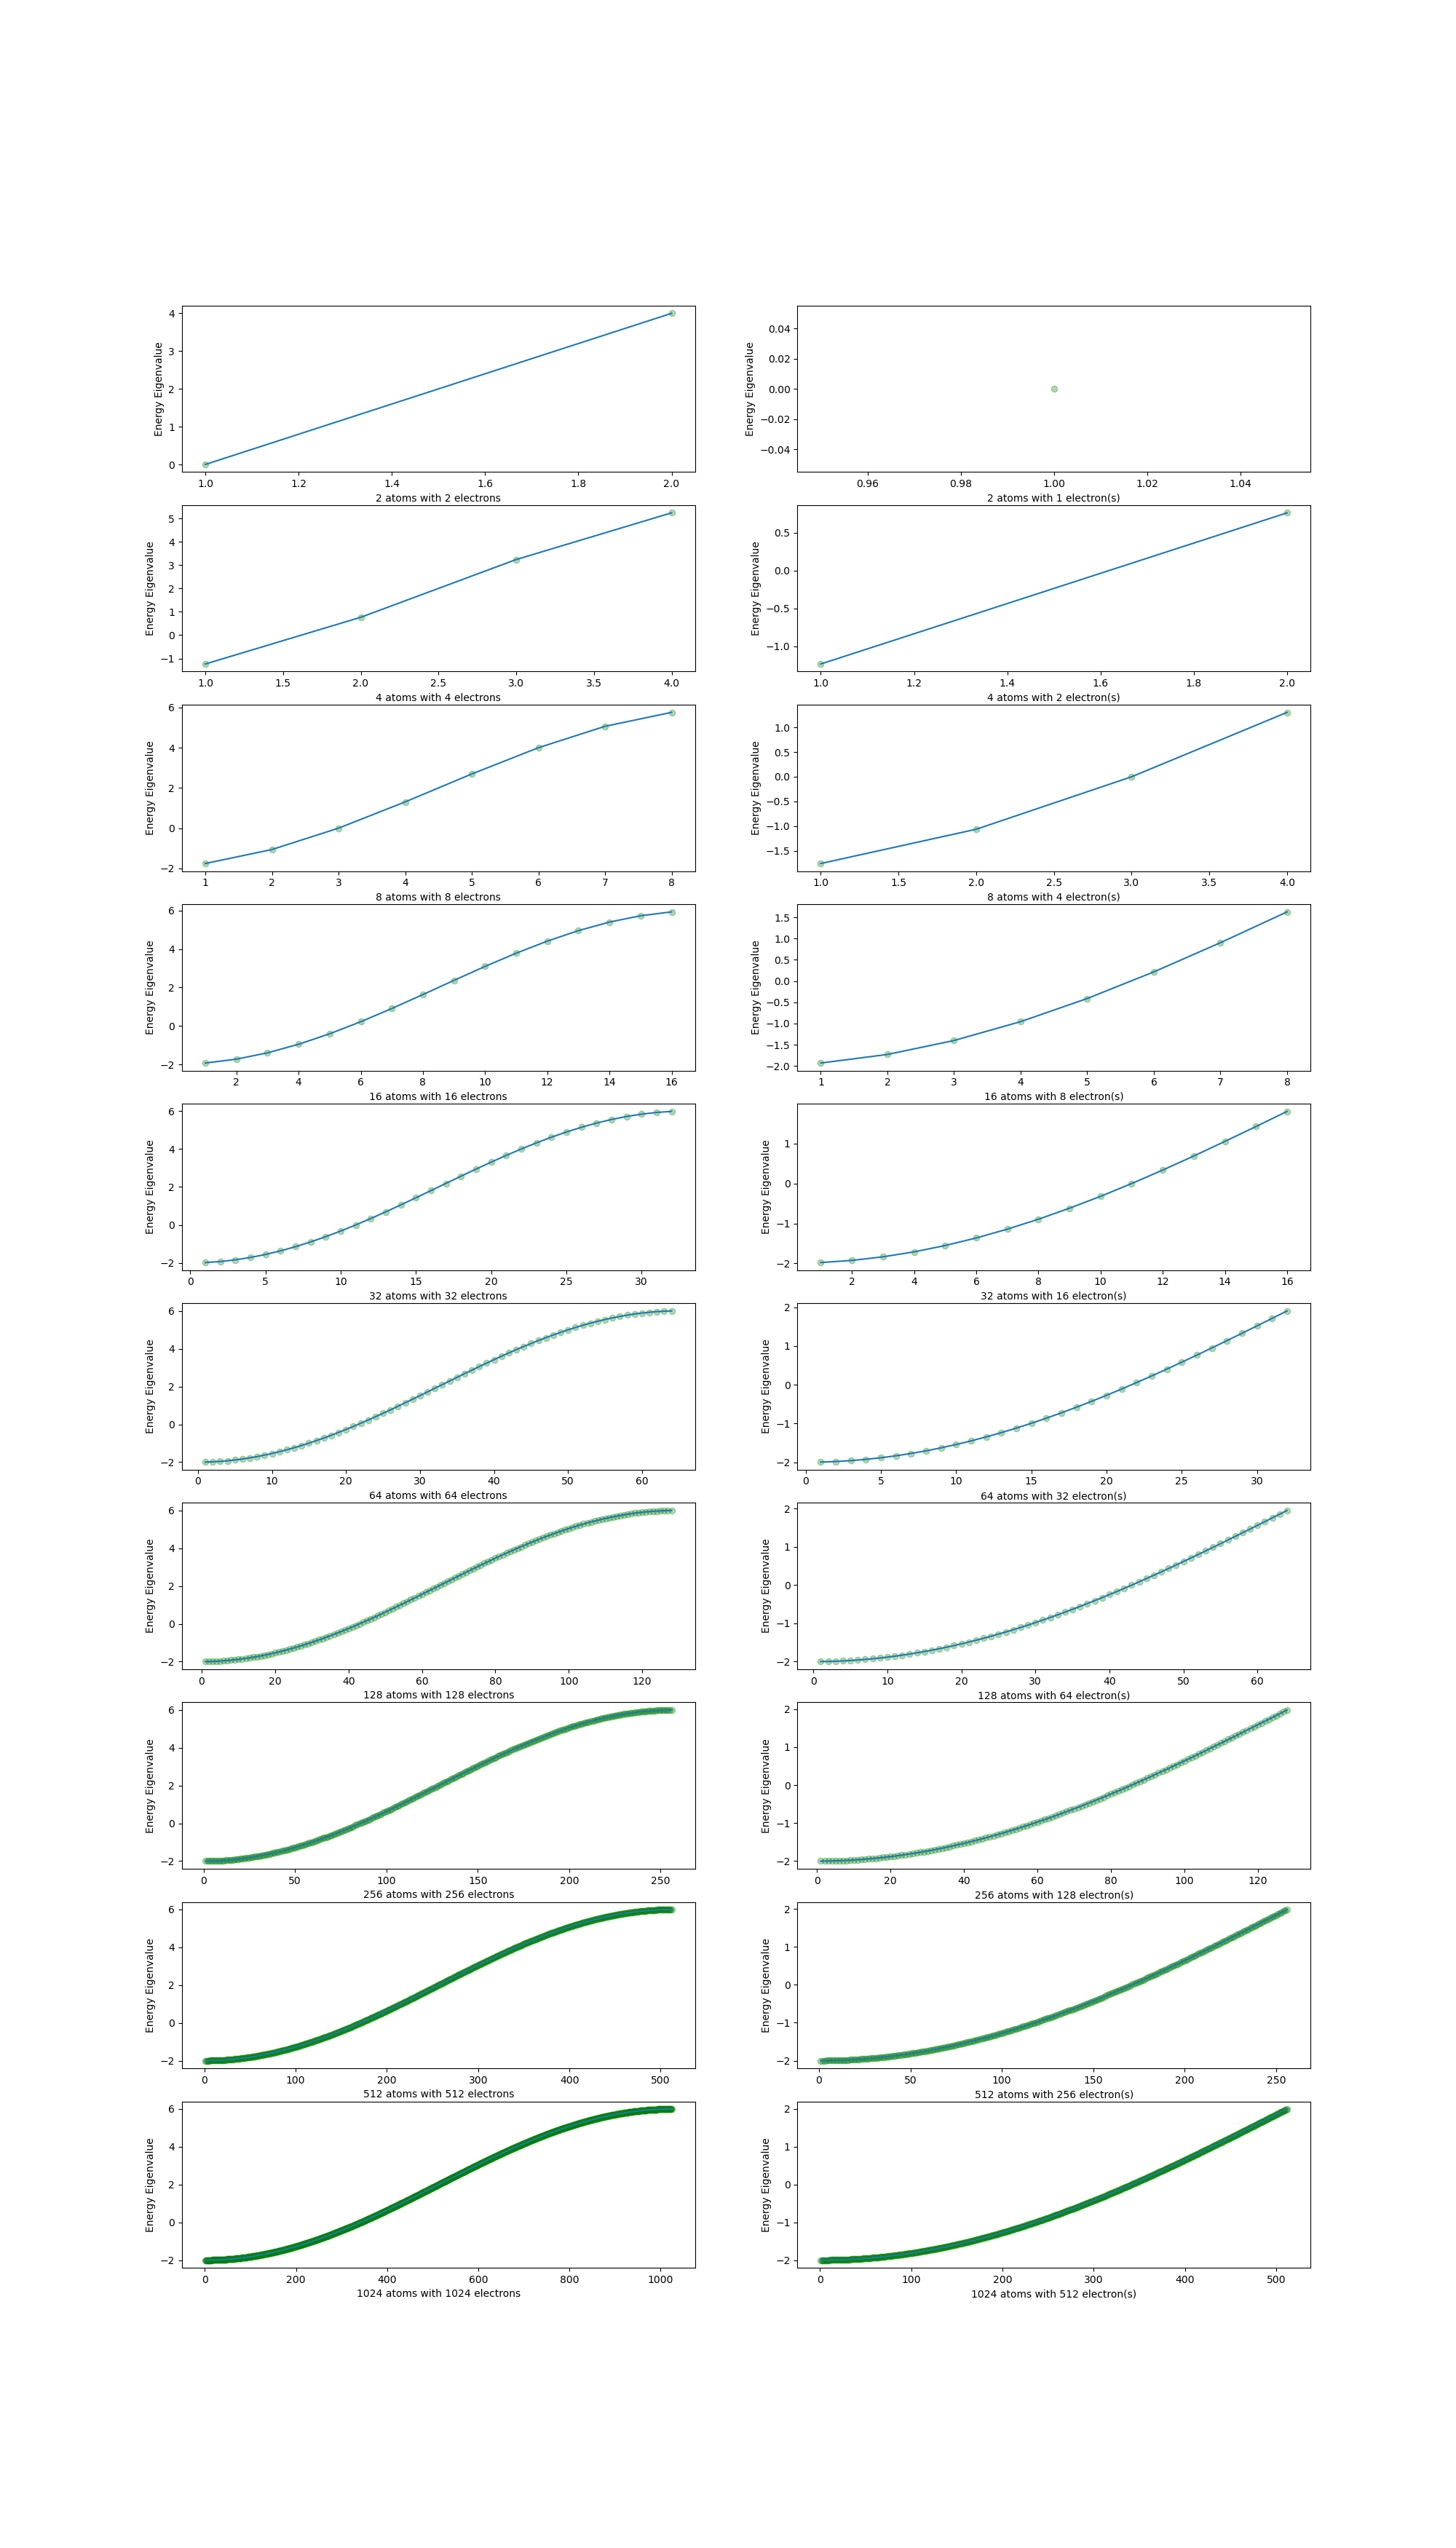 Energy Eigenvalue
4
3
2
1
0
1.0 1.2 1.4 1.6 1.8 2.0
2 atoms with 2 electrons
Energy Eigenvalue
0.04
0.02
0.00
−0.02
−0.04
0.96 0.98 1.00 1.02 1.04
2 atoms with 1 electron(s)
Energy Eigenvalue
5
4
3
2
1
0
−1
1.0 1.5 2.0 2.5 3.0 3.5 4.0
4 atoms with 4 electrons
Energy Eigenvalue
0.5
0.0
−0.5
−1.0
1.0 1.2 1.4 1.6 1.8 2.0
4 atoms with 2 electron(s)
Energy Eigenvalue
6
4
2
0
−2
1 2 3 4 5 6 7 8
8 atoms with 8 electrons
Energy Eigenvalue
1.0
0.5
0.0
−0.5
−1.0
−1.5
1.0 1.5 2.0 2.5 3.0 3.5 4.0
8 atoms with 4 electron(s)
Energy Eigenvalue
6
4
2
0
−2
2 4 6 8 10 12 14 16
16 atoms with 16 electrons
Energy Eigenvalue
1.5
1.0
0.5
0.0
−0.5
−1.0
−1.5
−2.0
1 2 3 4 5 6 7 8
16 atoms with 8 electron(s)
Energy Eigenvalue
6
4
2
0
−2
0 5 10 15 20 25 30
32 atoms with 32 electrons
Energy Eigenvalue
1
0
−1
−2
2 4 6 8 10 12 14 16
32 atoms with 16 electron(s)
Energy Eigenvalue
6
4
2
0
−2
0 10 20 30 40 50 60
64 atoms with 64 electrons
Energy Eigenvalue
2
1
0
−1
−2
0 5 10 15 20 25 30
64 atoms with 32 electron(s)
Energy Eigenvalue
6
4
2
0
−2
0 20 40 60 80 100 120
128 atoms with 128 electrons
Energy Eigenvalue
2
1
0
−1
−2
0 10 20 30 40 50 60
128 atoms with 64 electron(s)
Energy Eigenvalue
6
4
2
0
−2
0 50 100 150 200 250
256 atoms with 256 electrons
Energy Eigenvalue
2
1
0
−1
−2
0 20 40 60 80 100 120
256 atoms with 128 electron(s)
Energy Eigenvalue
6
4
2
0
−2
0 100 200 300 400 500
512 atoms with 512 electrons
Energy Eigenvalue
2
1
0
−1
−2
0 50 100 150 200 250
512 atoms with 256 electron(s)
Energy Eigenvalue
6
4
2
0
−2
0 200 400 600 800 1000
1024 atoms with 1024 electrons
Energy Eigenvalue
2
1
0
−1
−2
0 100 200 300 400 500
1024 atoms with 512 electron(s)